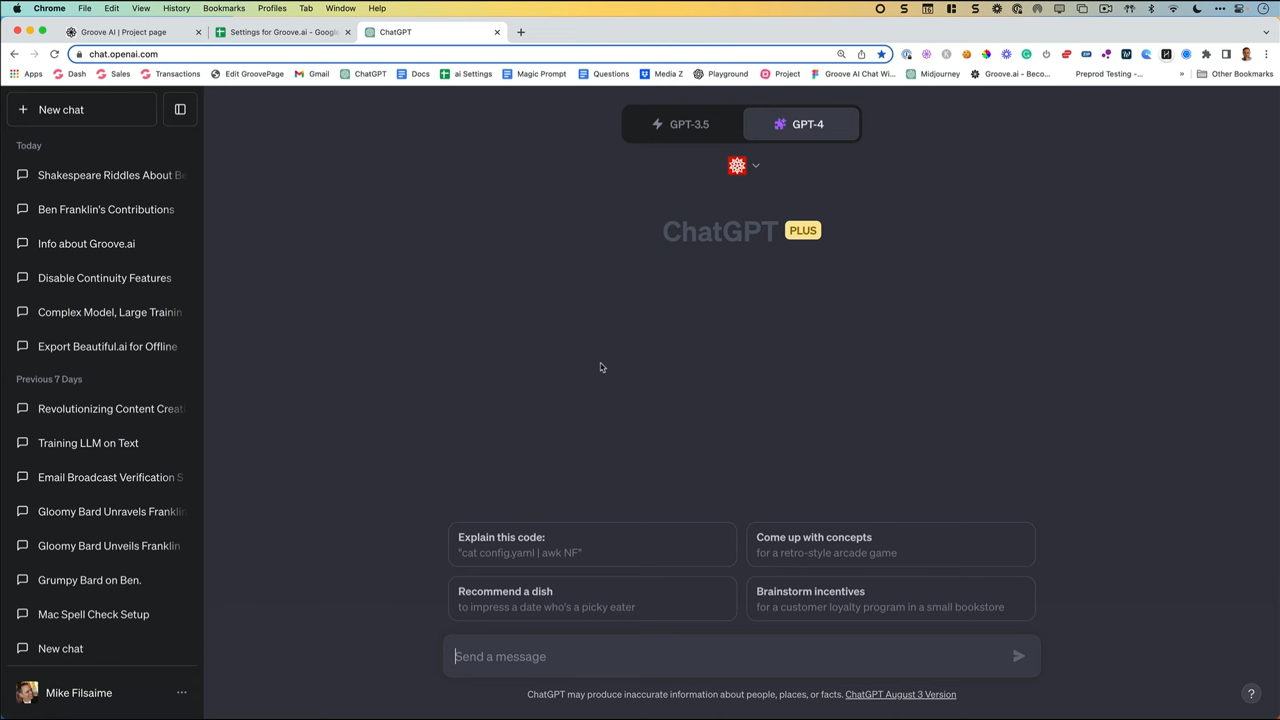 Chrome File Edit View History Bookmarks Profiles Tab Window Help
Groove AI | Project page
Settings for Groove.ai - Google
ChatGPT
chat.openai.com
Apps Dash Sales Transactions Edit GroovePage Gmail ChatGPT Docs ai Settings Magic Prompt Questions Media Z Playground Project Groove AI Chat Wi... Midjourney Groove.ai - Beco... Preprod Testing -... » Other Bookmarks
+ New chat
Today
Shakespeare Riddles About Be
Ben Franklin's Contributions
Info about Groove.ai
Disable Continuity Features
Complex Model, Large Trainin
Export Beautiful.ai for Offline
Previous 7 Days
Revolutionizing Content Creati
Training LLM on Text
Email Broadcast Verification S
Gloomy Bard Unravels Franklin
Gloomy Bard Unveils Franklin
Grumpy Bard on Ben.
Mac Spell Check Setup
New chat
Mike Filsaime ...
GPT-3.5
GPT-4
ChatGPT PLUS
Explain this code:
"cat config.yaml | awk NF"
Come up with concepts
for a retro-style arcade game
Recommend a dish
to impress a date who's a picky eater
Brainstorm incentives
for a customer loyalty program in a small bookstore
Send a message
ChatGPT may produce inaccurate information about people, places, or facts. ChatGPT August 3 Version
?